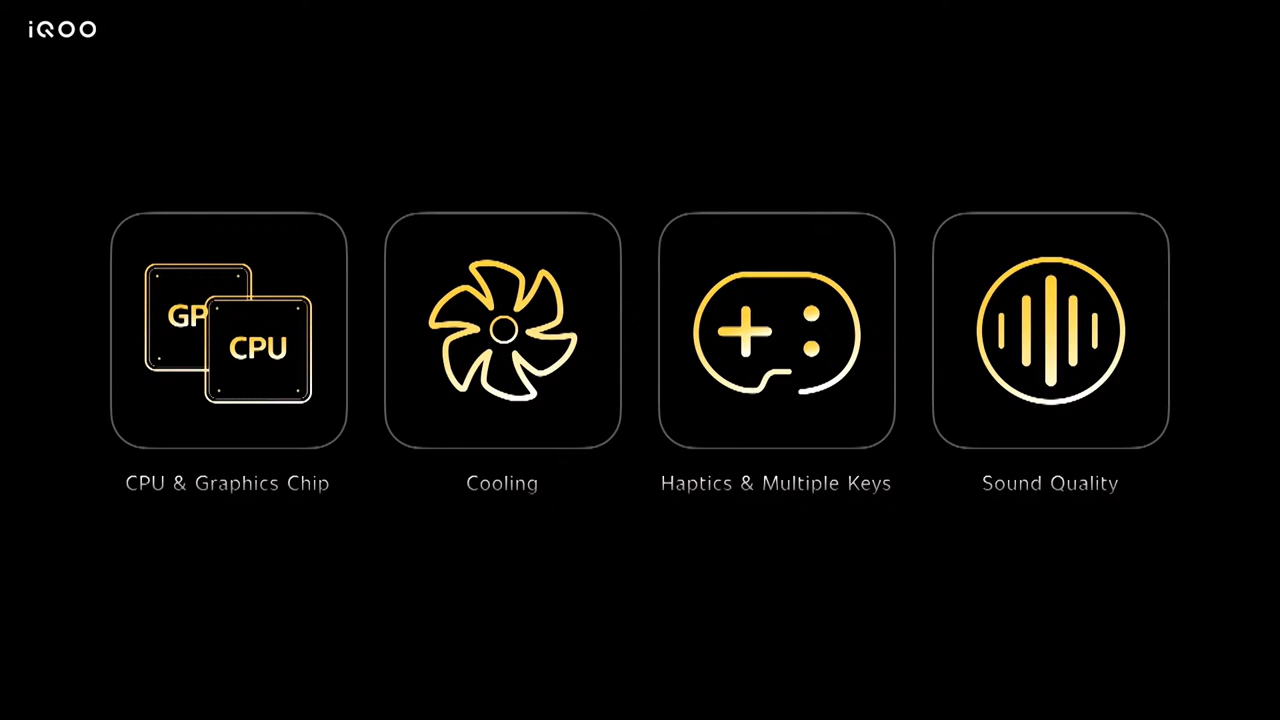 iQOO
GP
CPU
CPU & Graphics Chip
Cooling
Haptics & Multiple Keys
Sound Quality